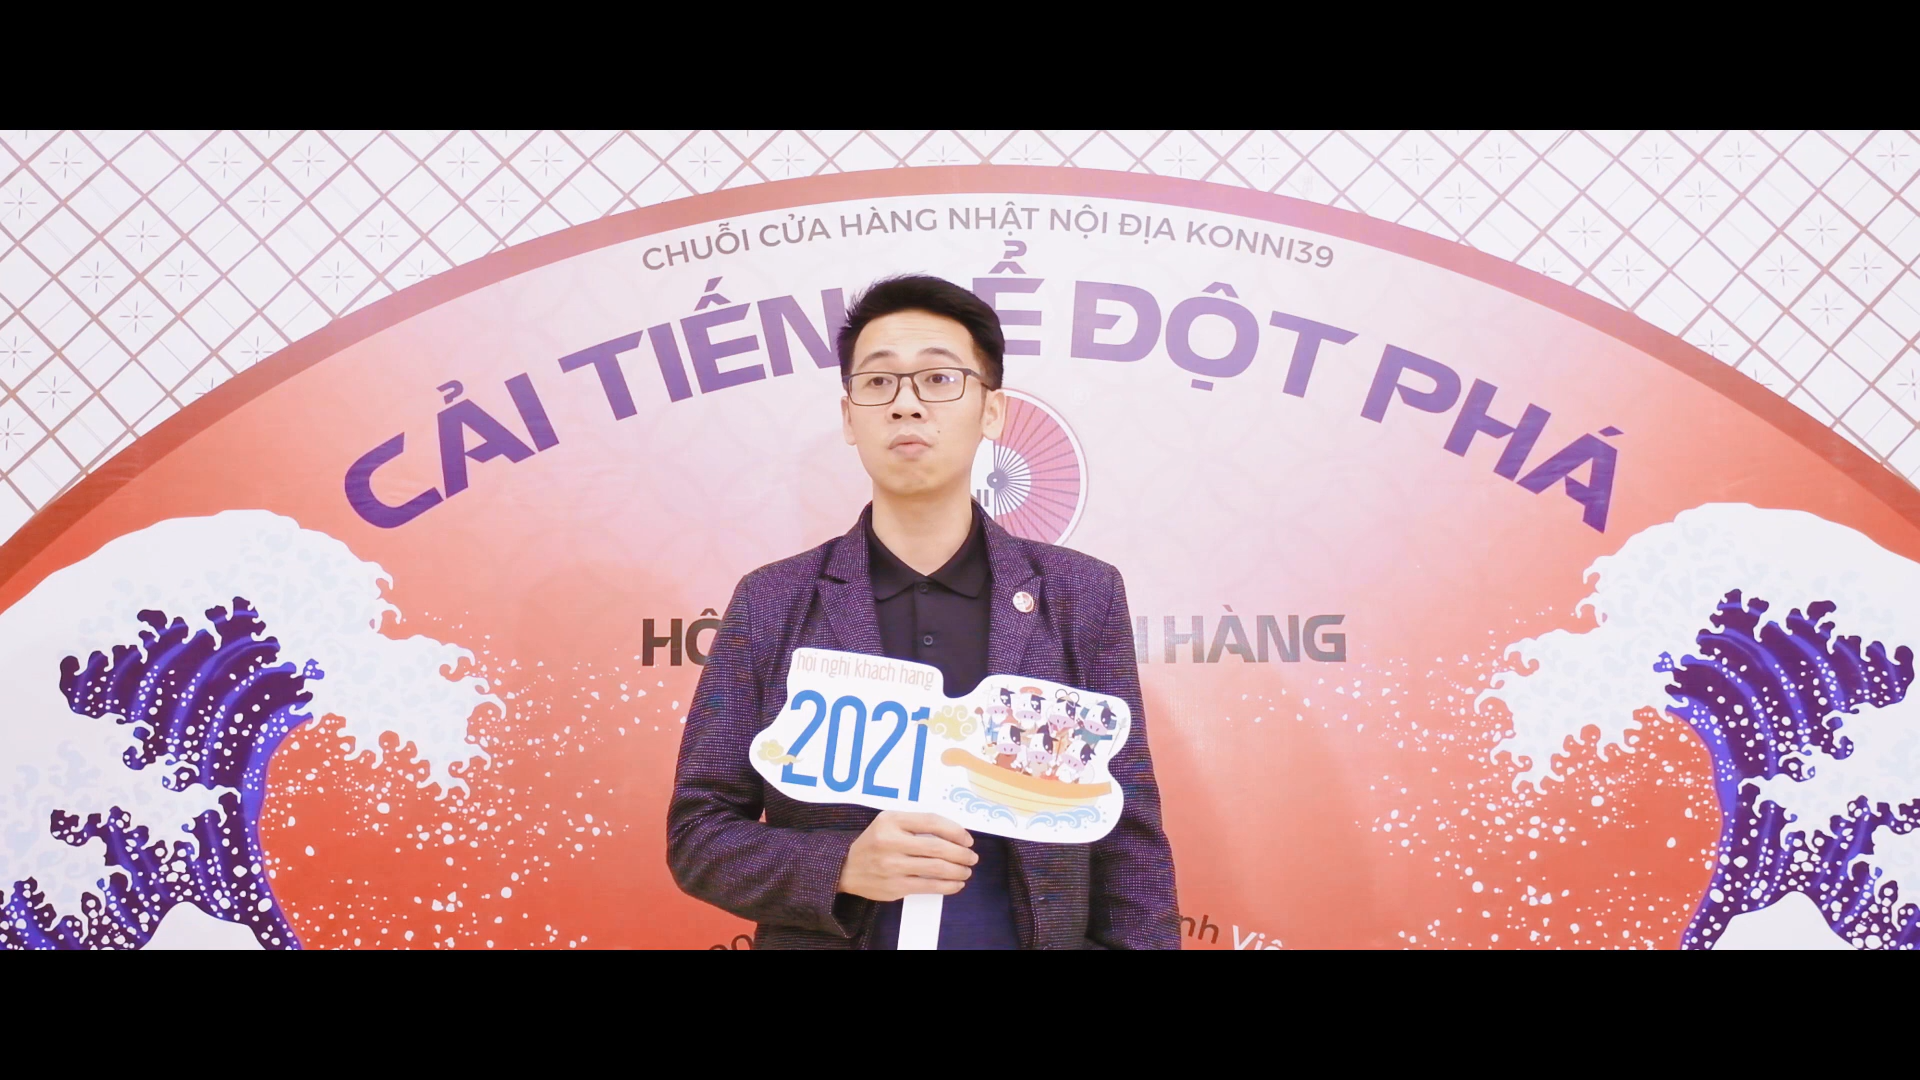 CHUỖI CỬA HÀNG NHẬT NỘI ĐỊA KONNI39
CẢI TIẾN ĐỘT PHÁ
HÀNG
hội nghị khách hàng
2021